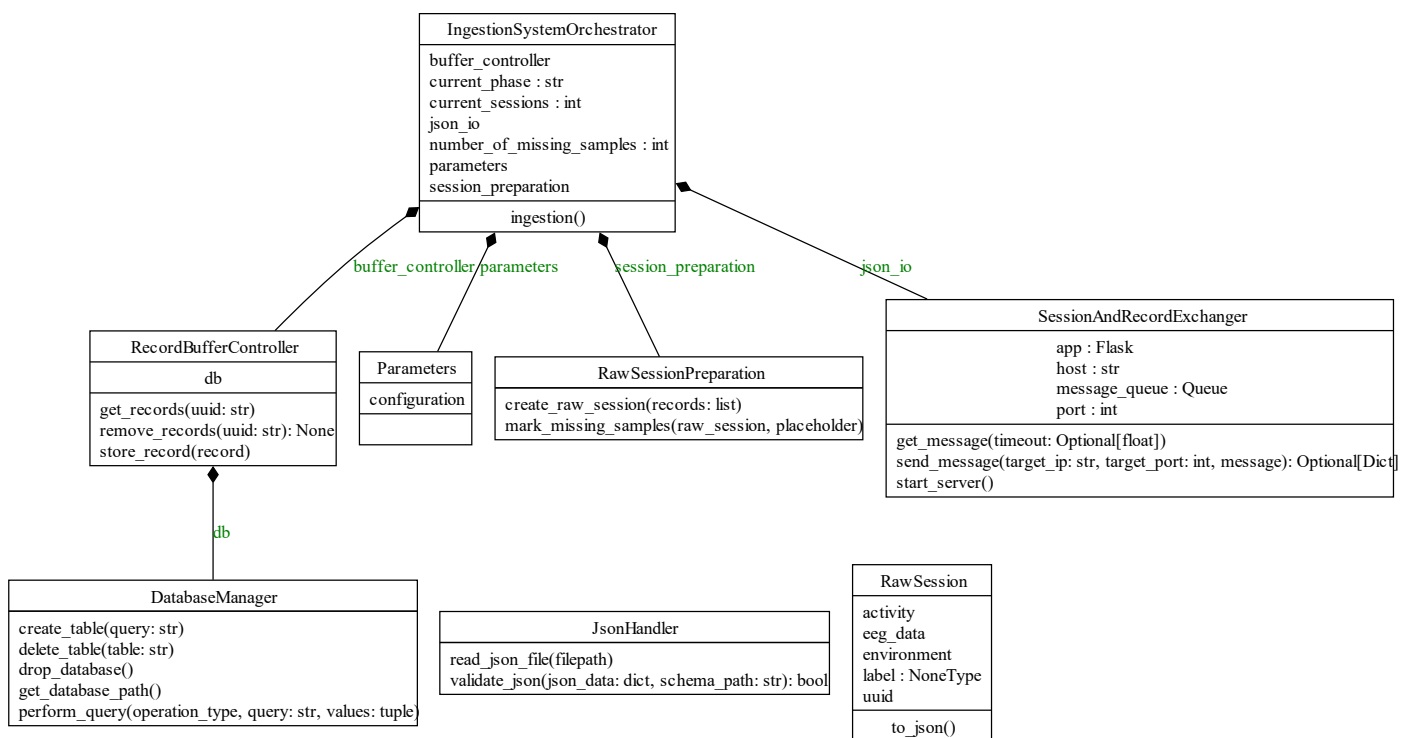 IngestionSystemOrchestrator
buffer_controller
current_phase : str
current_sessions : int
json_io
number_of_missing_samples : int
parameters
session_preparation
ingestion()
buffer_controller
parameters
session_preparation
json_io
RecordBufferController
db
get_records(uuid: str)
remove_records(uuid: str): None
store_record(record)
Parameters
configuration
RawSessionPreparation
create_raw_session(records: list)
mark_missing_samples(raw_session, placeholder)
SessionAndRecordExchanger
app : Flask
host : str
message_queue : Queue
port : int
get_message(timeout: Optional[float])
send_message(target_ip: str, target_port: int, message): Optional[Dict]
start_server()
db
DatabaseManager
create_table(query: str)
delete_table(table: str)
drop_database()
get_database_path()
perform_query(operation_type, query: str, values: tuple)
JsonHandler
read_json_file(filepath)
validate_json(json_data: dict, schema_path: str): bool
RawSession
activity
eeg_data
environment
label : NoneType
uuid
to_json()